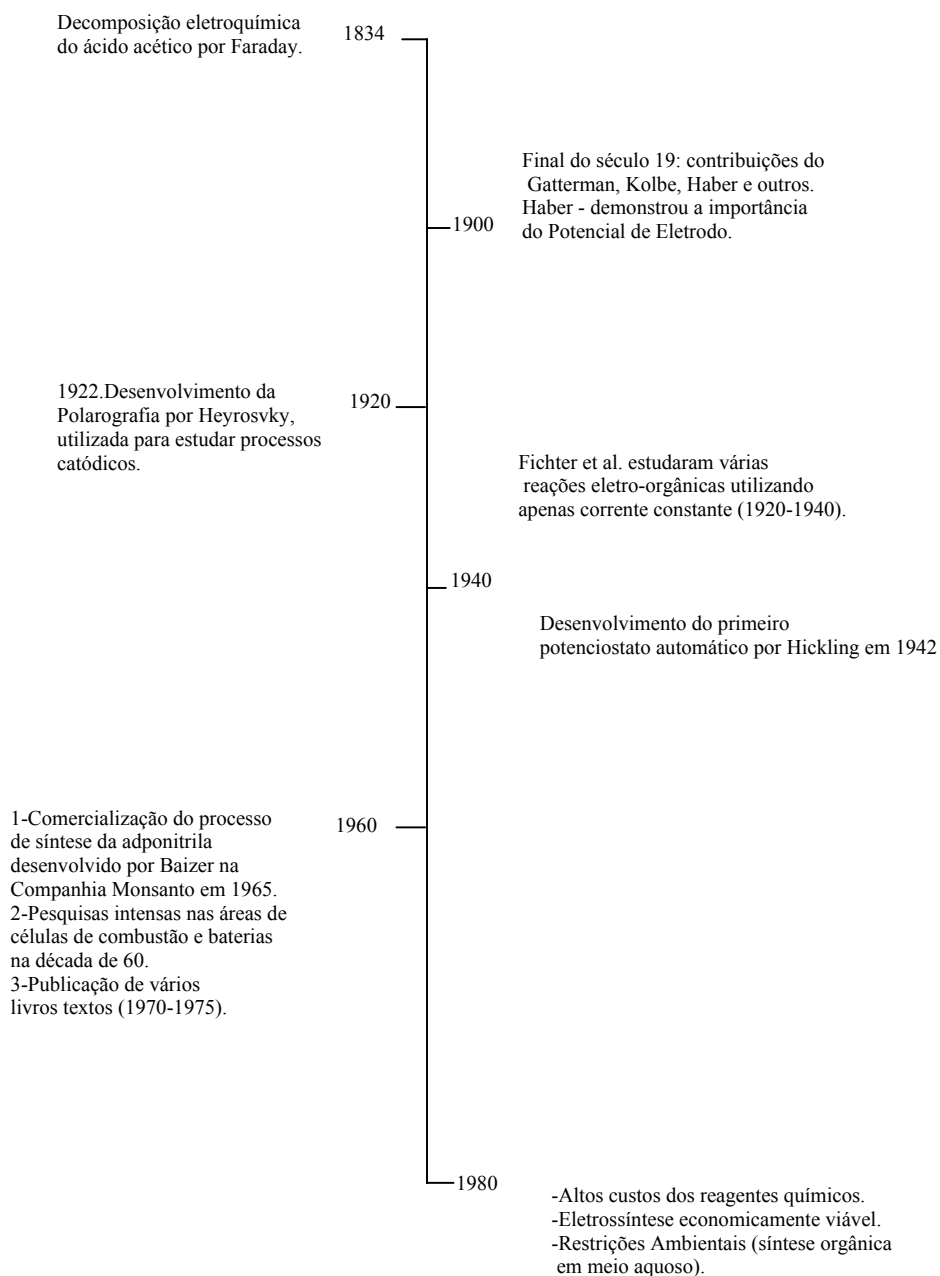 Decomposição eletroquímica
do ácido acético por Faraday.
1834
Final do século 19: contribuições do
Gatterman, Kolbe, Haber e outros.
Haber - demonstrou a importância
do Potencial de Eletrodo.
1900
1922.Desenvolvimento da
Polarografia por Heyrosvky,
utilizada para estudar processos
catódicos.
1920
Fichter et al. estudaram várias
reações eletro-orgânicas utilizando
apenas corrente constante (1920-1940).
1940
Desenvolvimento do primeiro
potenciostato automático por Hickling em 1942
1-Comercialização do processo
de síntese da adponitrila
desenvolvido por Baizer na
Companhia Monsanto em 1965.
2-Pesquisas intensas nas áreas de
células de combustão e baterias
na década de 60.
3-Publicação de vários
livros textos (1970-1975).
1960
1980
-Altos custos dos reagentes químicos.
-Eletrossíntese economicamente viável.
-Restrições Ambientais (síntese orgânica
em meio aquoso).